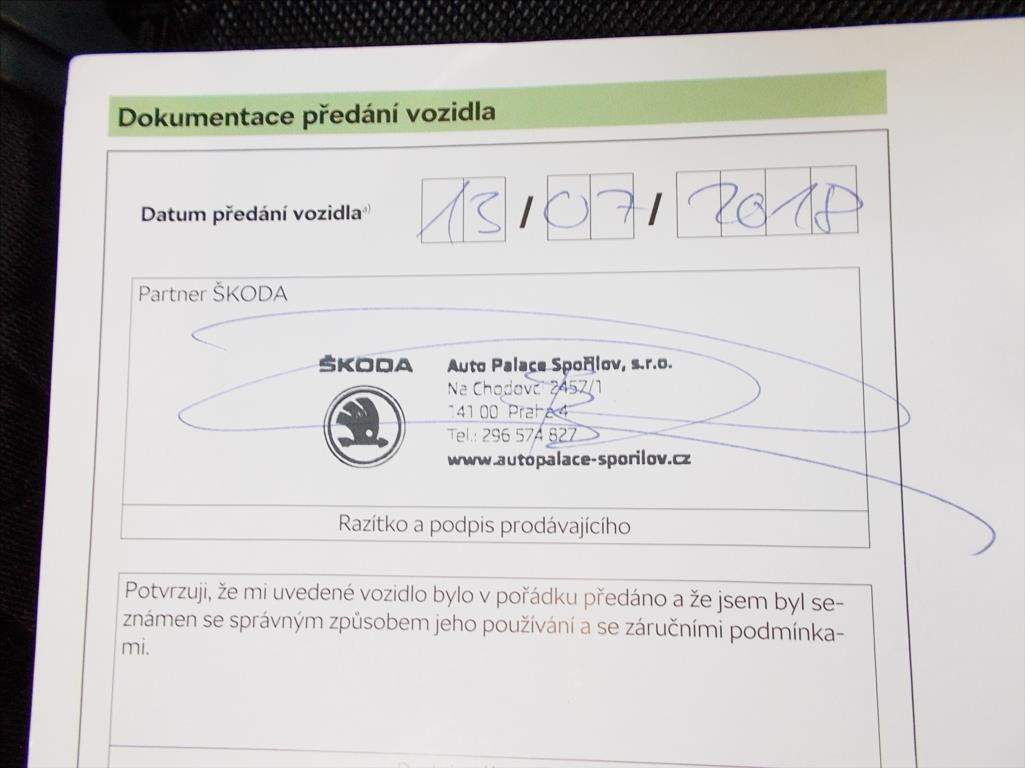 Dokumentace předání vozidla
Datum předání vozidla a) 13 / 07 / 2018
Partner ŠKODA
ŠKODA Auto Palace Spořilov, s.r.o.
Na Chodovci 2457/1
141 00 Praha 4
Tel.: 296 574 827
www.autopalace-sporilov.cz
Razítko a podpis prodávajícího
Potvrzuji, že mi uvedené vozidlo bylo v pořádku předáno a že jsem byl se-
známen se správným způsobem jeho používání a se záručními podmínka-
mi.